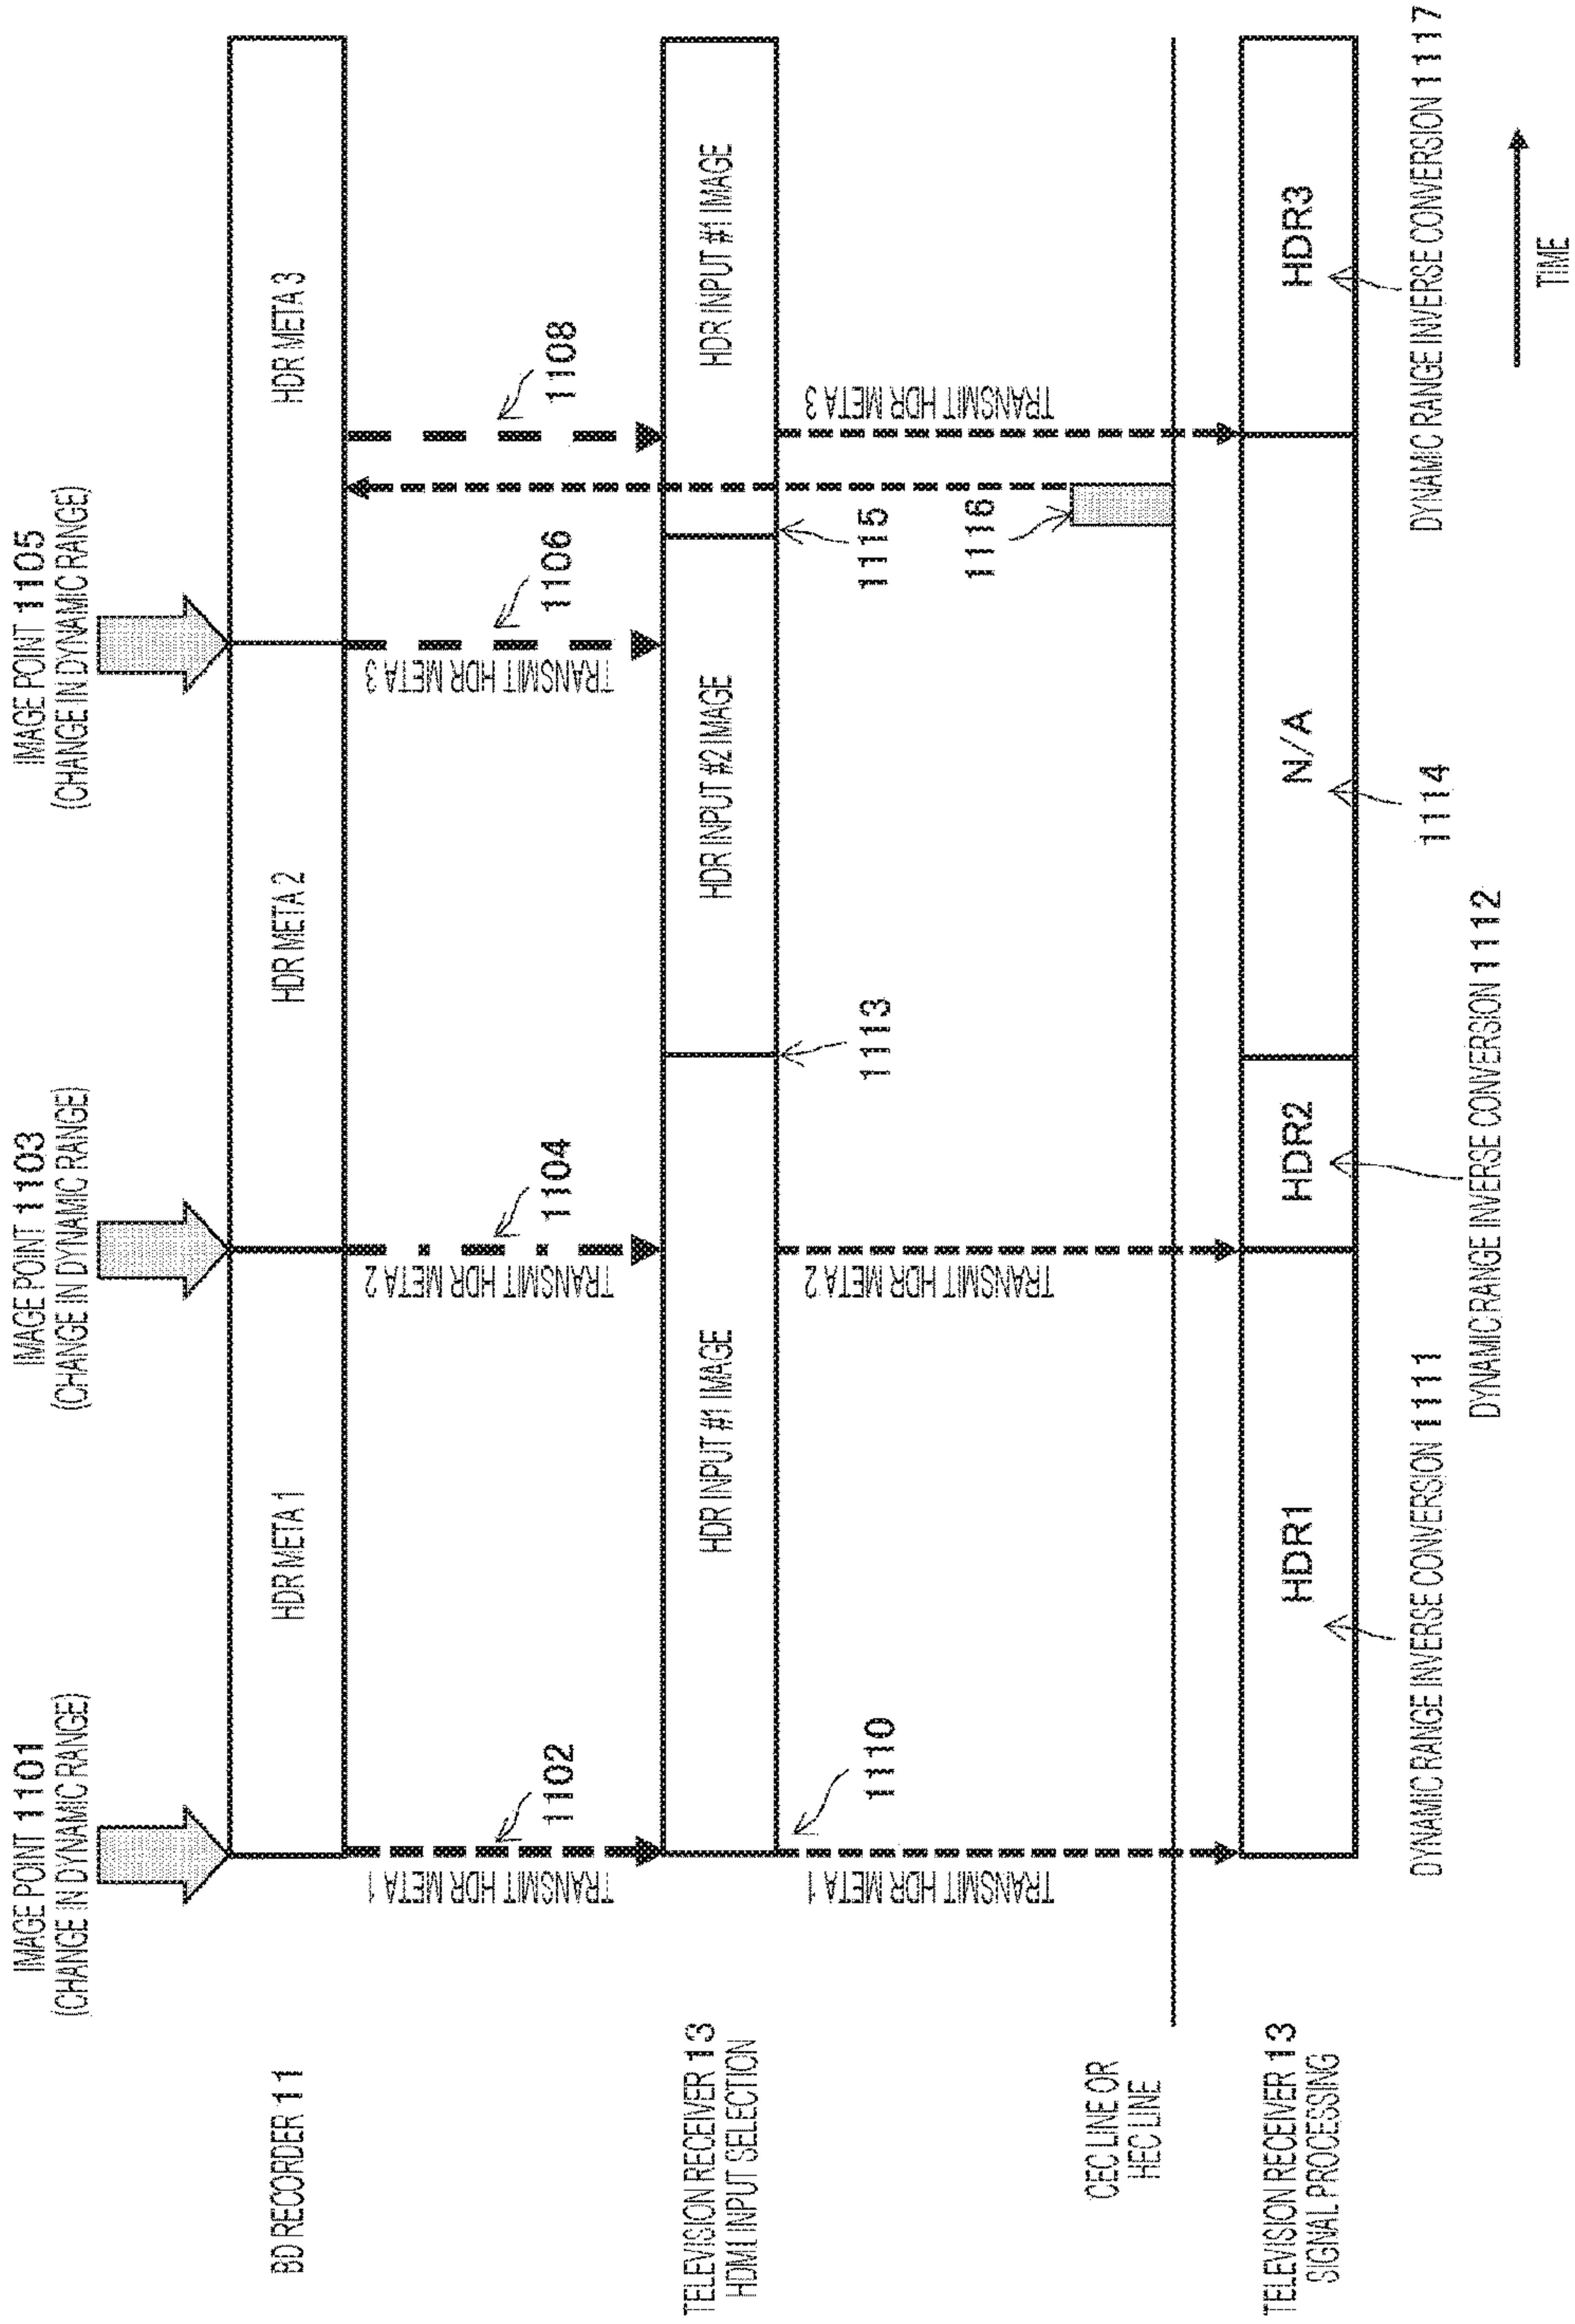 IMAGE POINT 1101
(CHANGE IN DYNAMIC RANGE)
IMAGE POINT 1103
(CHANGE IN DYNAMIC RANGE)
IMAGE POINT 1105
(CHANGE IN DYNAMIC RANGE)
BD RECORDER 11
HDR META 1
HDR META 2
HDR META 3
TRANSMIT HDR META 1
1102
TRANSMIT HDR META 2
1104
TRANSMIT HDR META 3
1106
1108
TELEVISION RECEIVER 13
HDMI INPUT SELECTION
HDR INPUT #1 IMAGE
HDR INPUT #2 IMAGE
HDR INPUT #1 IMAGE
TRANSMIT HDR META 1
1110
TRANSMIT HDR META 2
1113
1115
1116
TRANSMIT HDR META 3
CEC LINE OR
HEC LINE
TELEVISION RECEIVER 13
SIGNAL PROCESSING
HDR1
HDR2
N/A
HDR3
DYNAMIC RANGE INVERSE CONVERSION 1111
DYNAMIC RANGE INVERSE CONVERSION 1112
1114
DYNAMIC RANGE INVERSE CONVERSION 1117
TIME